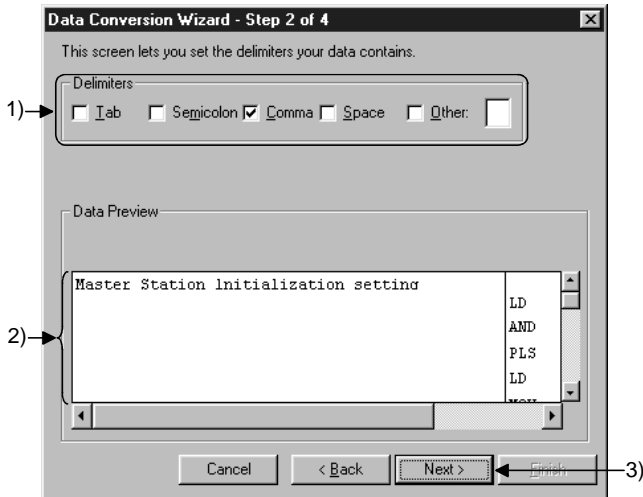 Data Conversion Wizard - Step 2 of 4
This screen lets you set the delimiters your data contains.
Delimiters
1)
Tab Semicolon Comma Space Other:
Data Preview
Master Station Initialization setting
LD
AND
2)
PLS
LD
Cancel < Back Next > Finish
3)